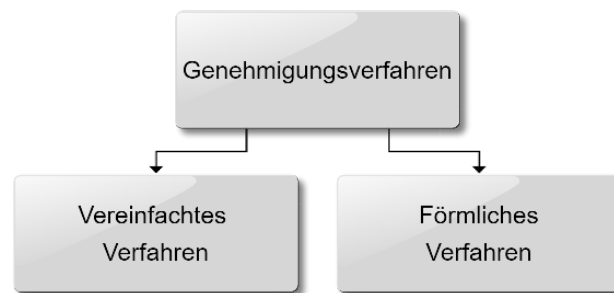 Genehmigungsverfahren
Vereinfachtes
Verfahren
Förmliches
Verfahren